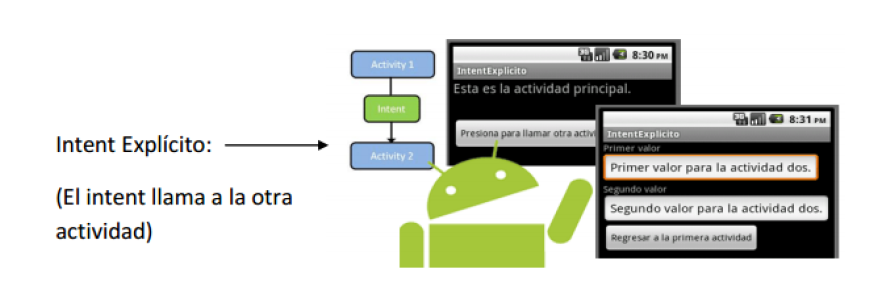 Intent Explícito:
(El intent llama a la otra
actividad)
Activity 1
Intent
Activity 2
8:30 PM
IntentExplicito
Esta es la actividad principal.
Presiona para llamar otra
8:31 PM
IntentExplicito
Primer valor
Primer valor para la actividad dos.
Segundo valor
Segundo valor para la actividad dos.
Regresar a la primera actividad